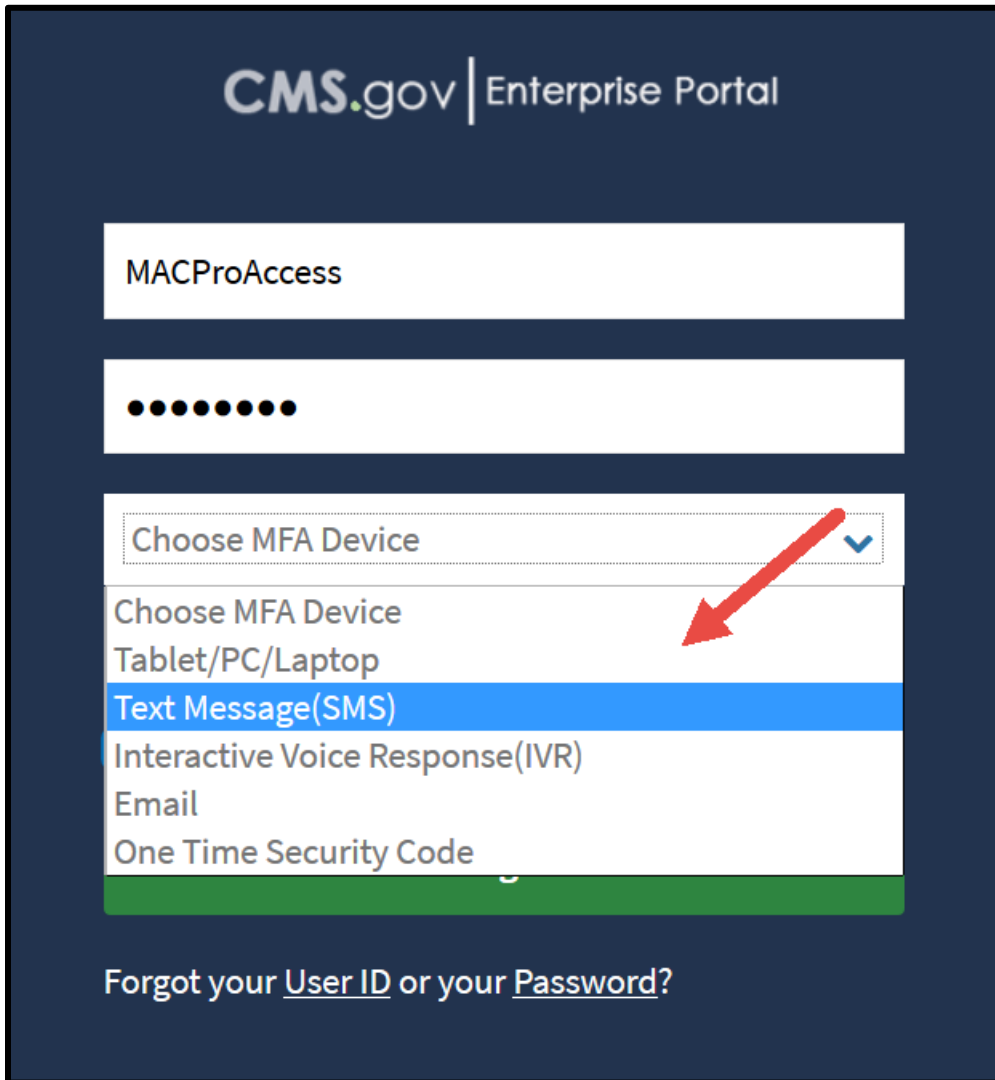 CMS.gov Enterprise Portal
MACProAccess
••••••••
Choose MFA Device
Choose MFA Device
Tablet/PC/Laptop
Text Message(SMS)
Interactive Voice Response(IVR)
Email
One Time Security Code
Forgot your User ID or your Password?